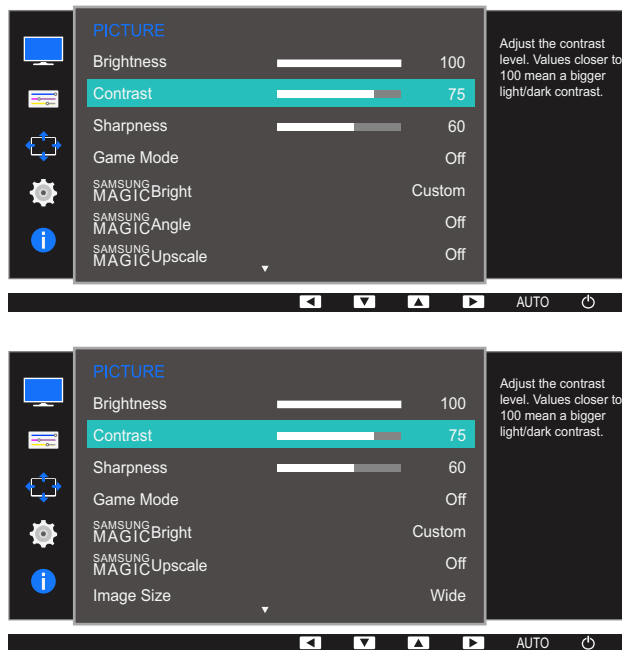 PICTURE
Brightness 100
Contrast 75
Sharpness 60
Game Mode Off
SAMSUNG MAGIC Bright Custom
SAMSUNG MAGIC Angle Off
SAMSUNG MAGIC Upscale Off
Adjust the contrast
level. Values closer to
100 mean a bigger
light/dark contrast.
AUTO
PICTURE
Brightness 100
Contrast 75
Sharpness 60
Game Mode Off
SAMSUNG MAGIC Bright Custom
SAMSUNG MAGIC Upscale Off
Image Size Wide
Adjust the contrast
level. Values closer to
100 mean a bigger
light/dark contrast.
AUTO